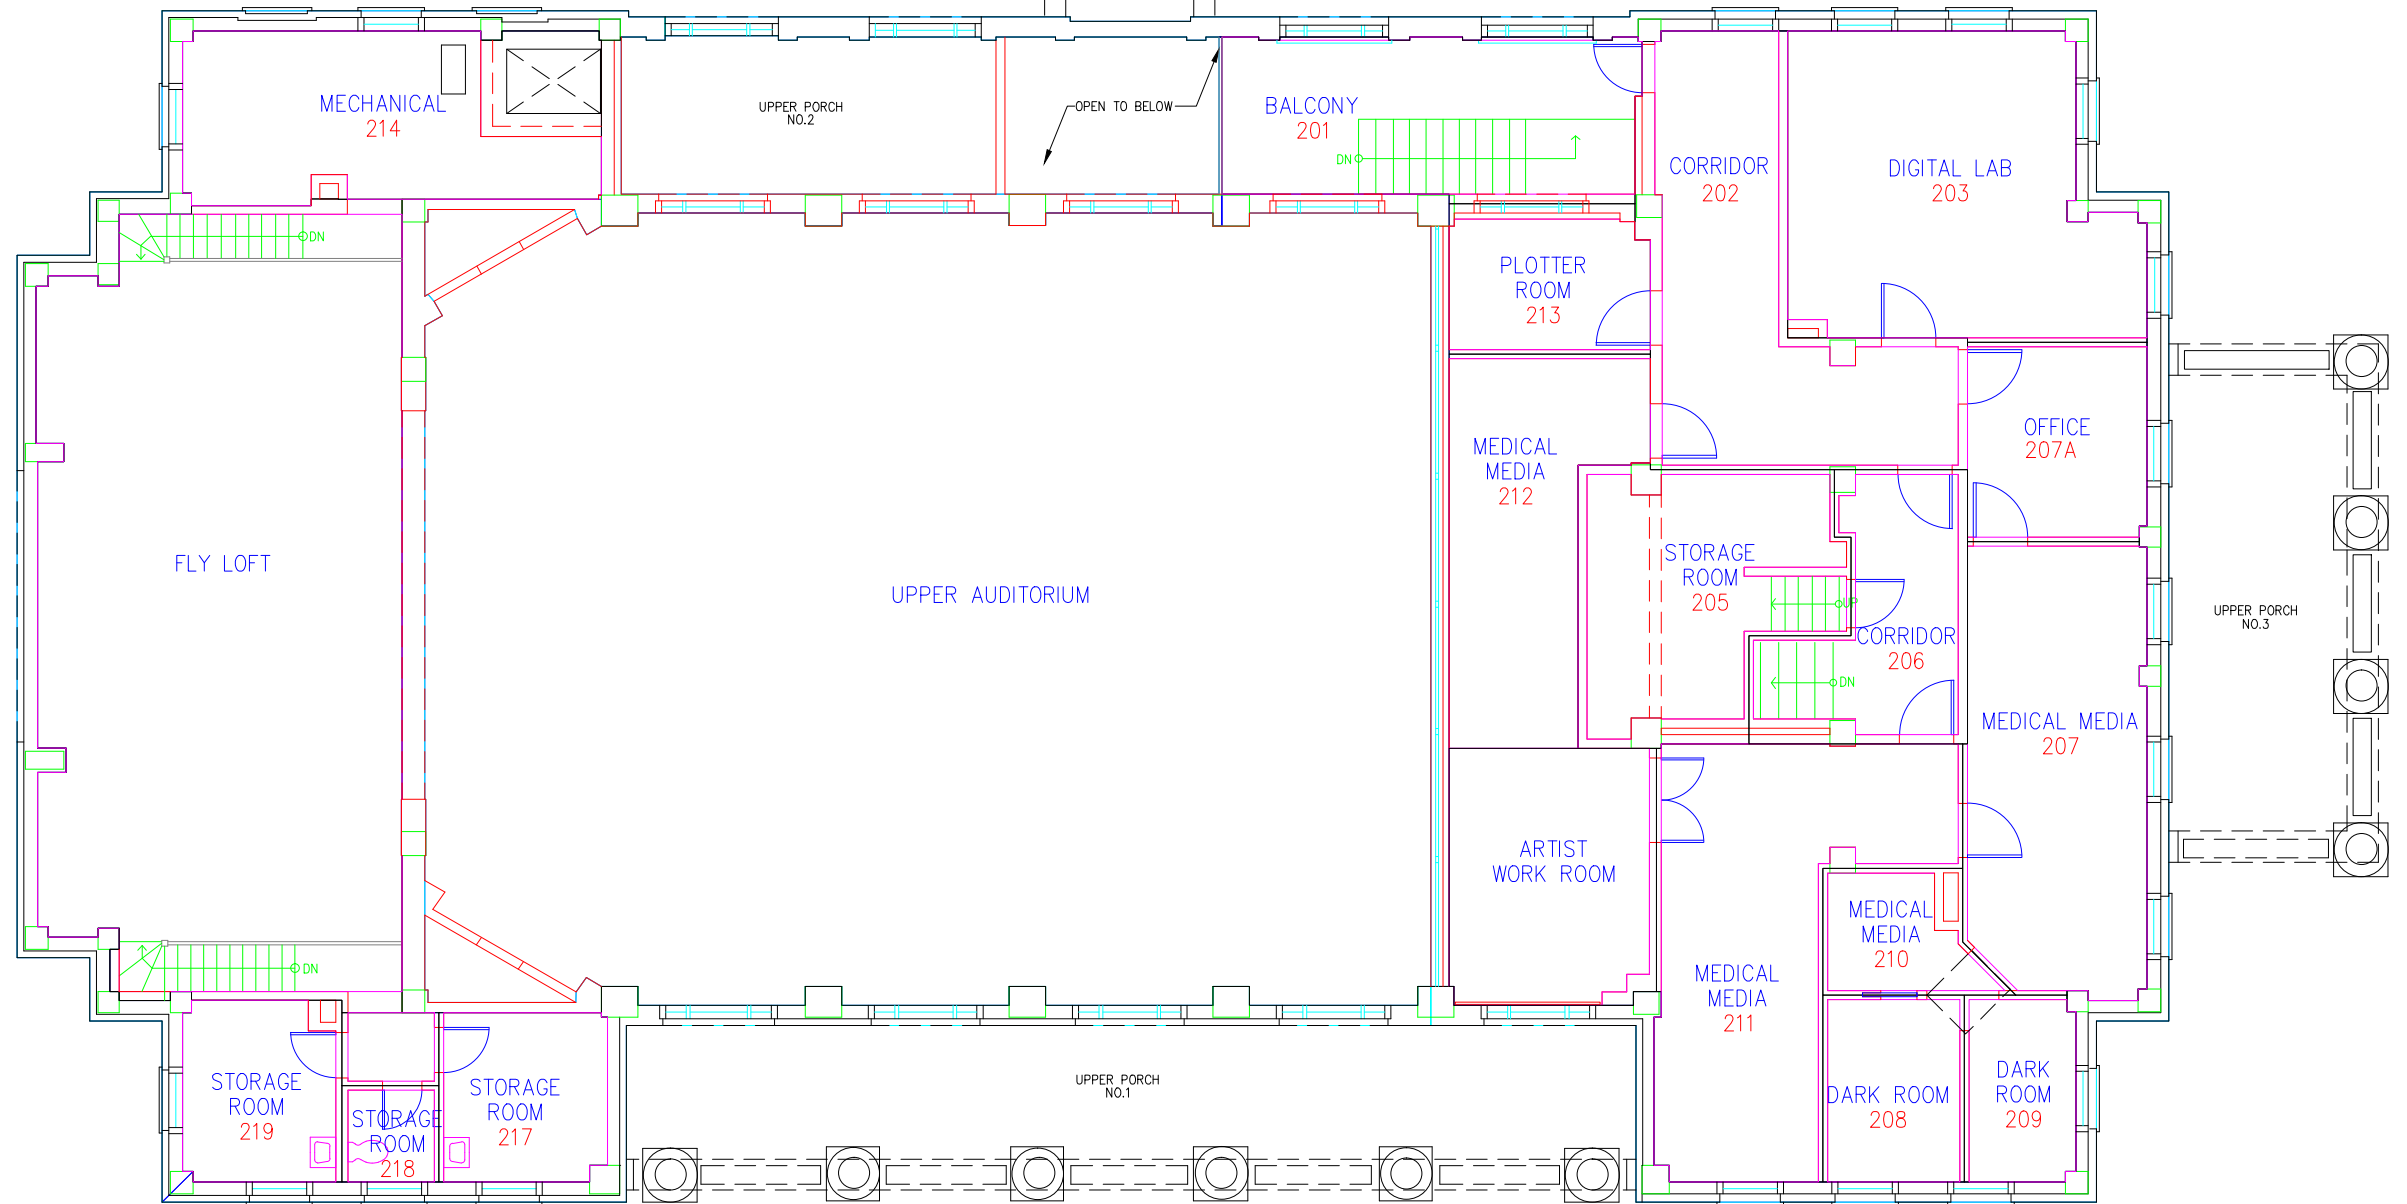 MECHANICAL
214
UPPER PORCH
NO.2
OPEN TO BELOW
BALCONY
201
DN
CORRIDOR
202
DIGITAL LAB
203
DN
PLOTTER
ROOM
213
OFFICE
207A
MEDICAL
MEDIA
212
FLY LOFT
UPPER AUDITORIUM
STORAGE
ROOM
205
UP
CORRIDOR
206
DN
UPPER PORCH
NO.3
MEDICAL MEDIA
207
ARTIST
WORK ROOM
MEDICAL
MEDIA
210
MEDICAL
MEDIA
211
DN
STORAGE
ROOM
219
STORAGE
ROOM
218
STORAGE
ROOM
217
UPPER PORCH
NO.1
DARK ROOM
208
DARK
ROOM
209